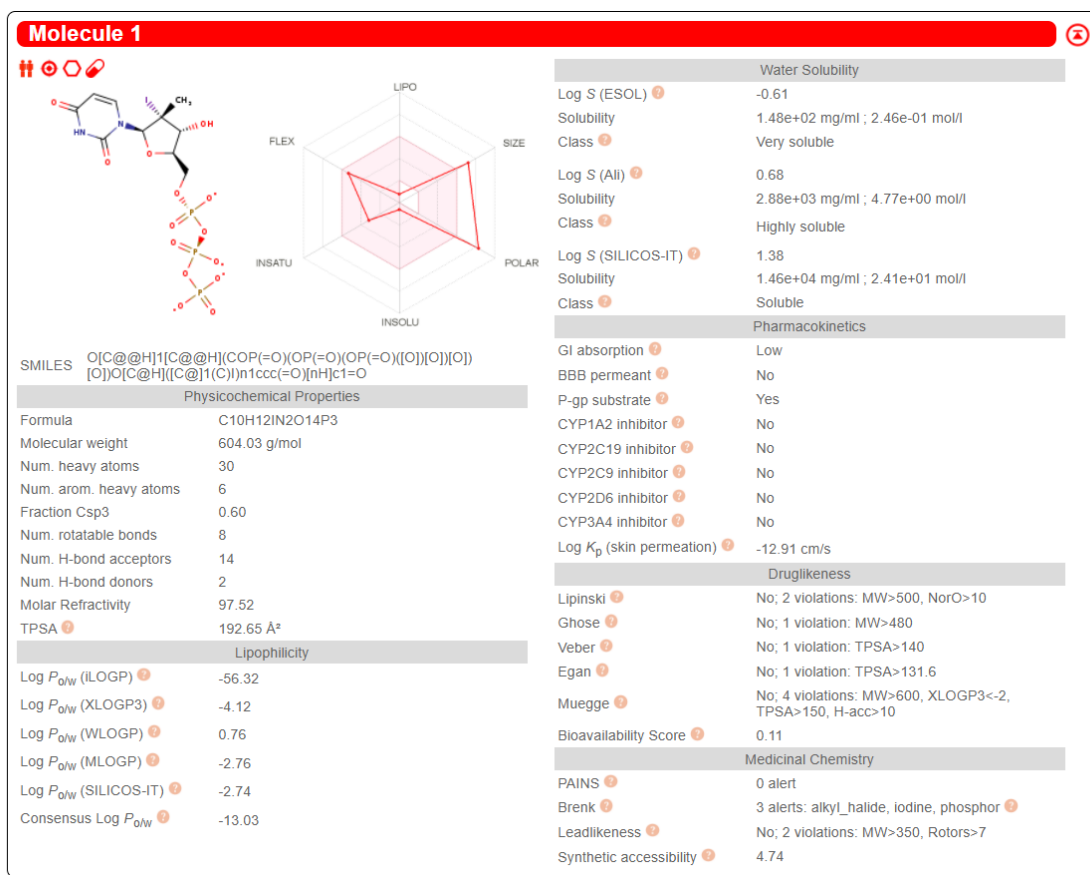 Molecule 1
LIPO
SIZE
POLAR
INSOLU
INSATU
FLEX
I
CH₃
OH
O
HN
O
N
O
O
O
P
O
O
O
P
O
O
O
P
O
O
O
SMILES O[C@@H]1[C@@H](COP(=O)(OP(=O)(OP(=O)([O])[O])[O])
[O])O[C@H]([C@]1(C)I)n1ccc(=O)[nH]c1=O
Physicochemical Properties
Formula C10H12IN2O14P3
Molecular weight 604.03 g/mol
Num. heavy atoms 30
Num. arom. heavy atoms 6
Fraction Csp3 0.60
Num. rotatable bonds 8
Num. H-bond acceptors 14
Num. H-bond donors 2
Molar Refractivity 97.52
TPSA ? 192.65 Å²
Lipophilicity
Log Po/w (iLOGP) ? -56.32
Log Po/w (XLOGP3) ? -4.12
Log Po/w (WLOGP) ? 0.76
Log Po/w (MLOGP) ? -2.76
Log Po/w (SILICOS-IT) ? -2.74
Consensus Log Po/w ? -13.03
Water Solubility
Log S (ESOL) ? -0.61
Solubility 1.48e+02 mg/ml ; 2.46e-01 mol/l
Class ? Very soluble
Log S (Ali) ? 0.68
Solubility 2.88e+03 mg/ml ; 4.77e+00 mol/l
Class ? Highly soluble
Log S (SILICOS-IT) ? 1.38
Solubility 1.46e+04 mg/ml ; 2.41e+01 mol/l
Class ? Soluble
Pharmacokinetics
GI absorption ? Low
BBB permeant ? No
P-gp substrate ? Yes
CYP1A2 inhibitor ? No
CYP2C19 inhibitor ? No
CYP2C9 inhibitor ? No
CYP2D6 inhibitor ? No
CYP3A4 inhibitor ? No
Log Kp (skin permeation) ? -12.91 cm/s
Druglikeness
Lipinski ? No; 2 violations: MW>500, NorO>10
Ghose ? No; 1 violation: MW>480
Veber ? No; 1 violation: TPSA>140
Egan ? No; 1 violation: TPSA>131.6
Muegge ? No; 4 violations: MW>600, XLOGP3<-2,
TPSA>150, H-acc>10
Bioavailability Score ? 0.11
Medicinal Chemistry
PAINS ? 0 alert
Brenk ? 3 alerts: alkyl_halide, iodine, phosphor ?
Leadlikeness ? No; 2 violations: MW>350, Rotors>7
Synthetic accessibility ? 4.74